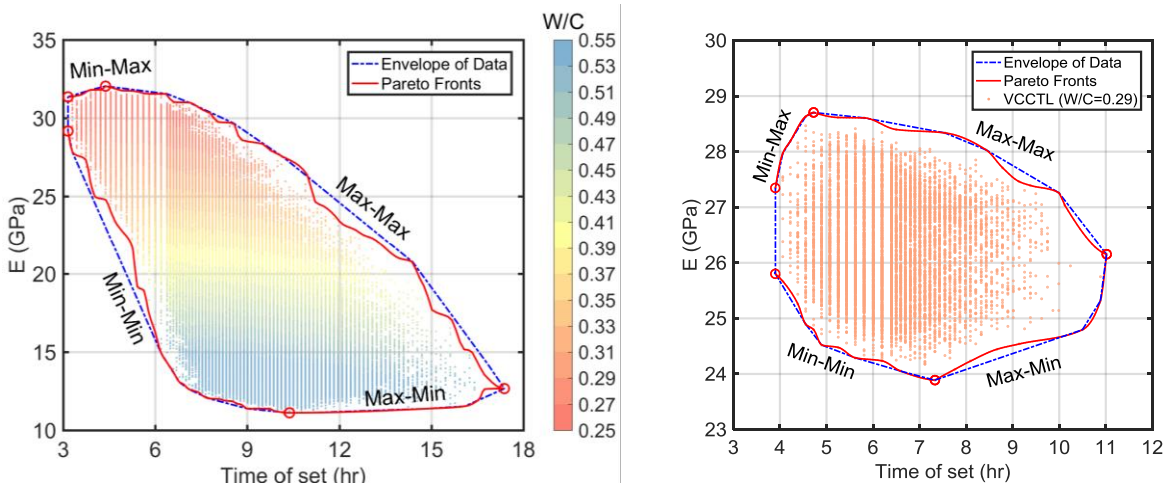 W/C
35
30
25
20
15
10
E (GPa)
3
6
9
12
15
18
Time of set (hr)
Min-Max
Max-Max
Min-Min
Max-Min
Envelope of Data
Pareto Fronts
0.55
0.53
0.51
0.49
0.47
0.45
0.43
0.41
0.39
0.37
0.35
0.33
0.31
0.29
0.27
0.25
30
29
28
27
26
25
24
23
E (GPa)
3
4
5
6
7
8
9
10
11
12
Time of set (hr)
Envelope of Data
Pareto Fronts
VCCTL (W/C=0.29)
Min-Max
Max-Max
Min-Min
Max-Min